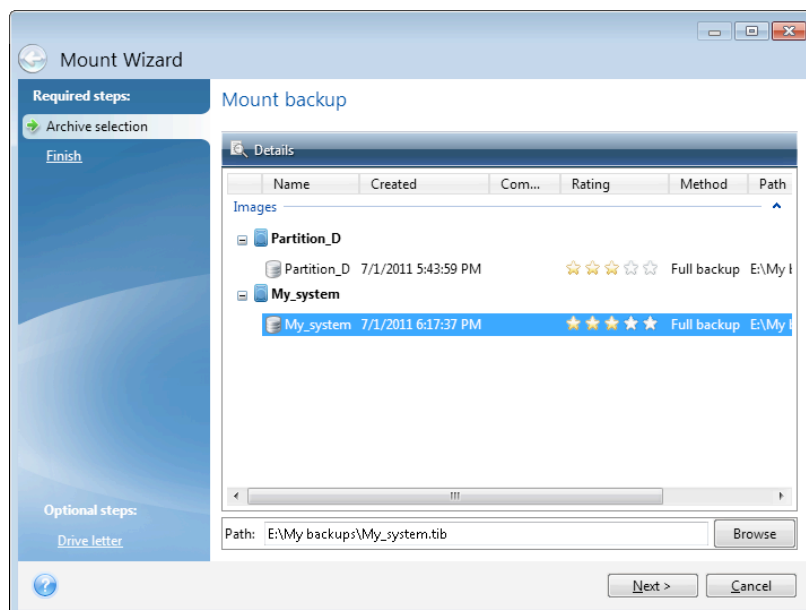 Mount Wizard
Required steps:
Archive selection
Finish
Optional steps:
Drive letter
Mount backup
Details
Name Created Com... Rating Method Path
Images
Partition_D
Partition_D 7/1/2011 5:43:59 PM Full backup E:\My
My_system
My_system 7/1/2011 6:17:37 PM Full backup E:\My
Path: E:\My backups\My_system.tib Browse
Next > Cancel